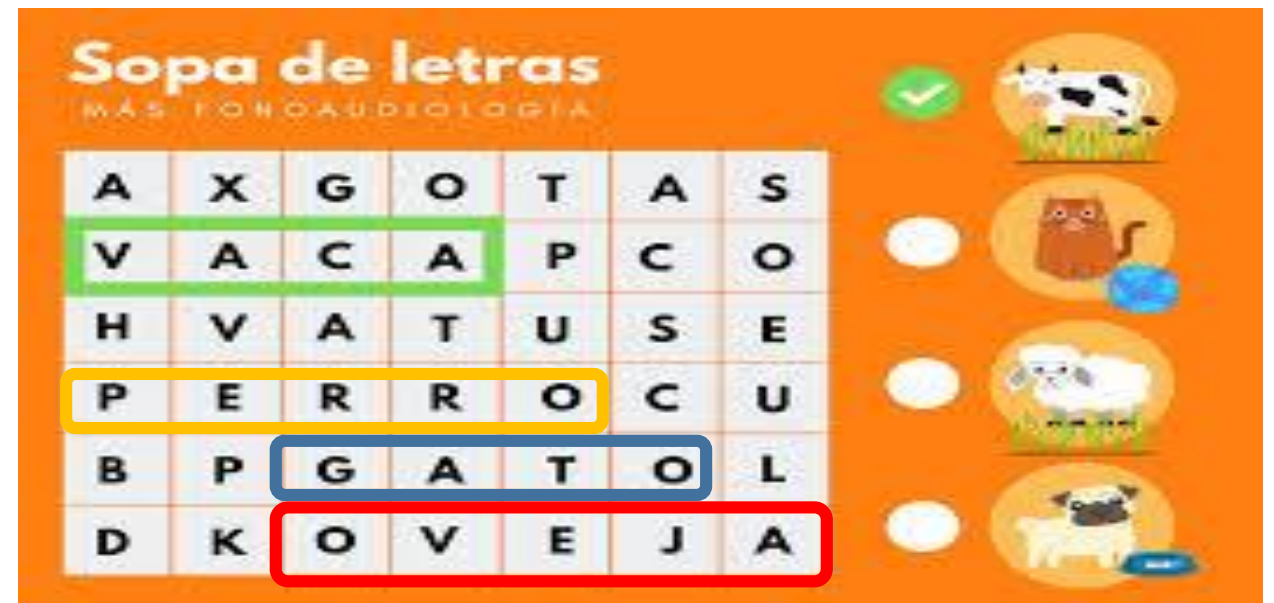 Sopa de letras
MÁS FONOAUDIOLOGÍA
A X G O T A S
V A C A P C O
H V A T U S E
P E R R O C U
B P G A T O L
D K O V E J A